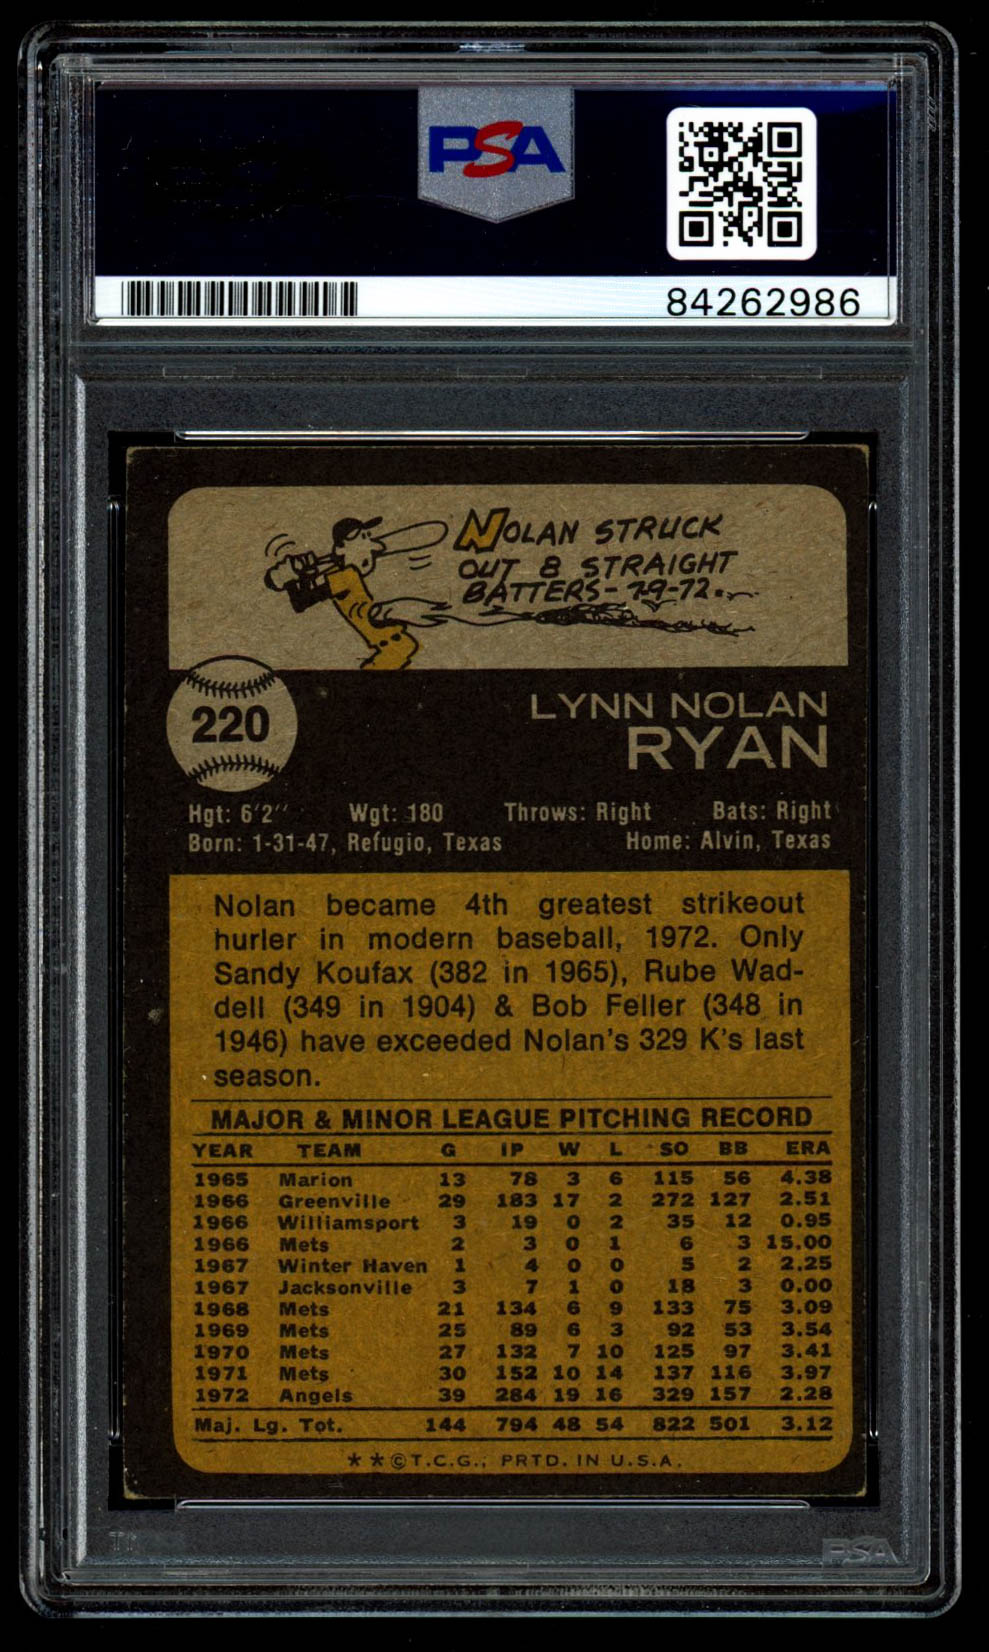 PSA
84262986
NOLAN STRUCK
OUT 8 STRAIGHT
BATTERS- 7-9-72.
220
LYNN NOLAN
RYAN
Hgt: 6'2" Wgt: 180 Throws: Right Bats: Right
Born: 1-31-47, Refugio, Texas Home: Alvin, Texas
Nolan became 4th greatest strikeout
hurler in modern baseball, 1972. Only
Sandy Koufax (382 in 1965), Rube Wad-
dell (349 in 1904) & Bob Feller (348 in
1946) have exceeded Nolan's 329 K's last
season.
MAJOR & MINOR LEAGUE PITCHING RECORD
YEAR TEAM G IP W L SO BB ERA
1965 Marion 13 78 3 6 115 56 4.38
1966 Greenville 29 183 17 2 272 127 2.51
1966 Williamsport 3 19 0 2 35 12 0.95
1966 Mets 2 3 0 1 6 3 15.00
1967 Winter Haven 1 4 0 0 5 2 2.25
1967 Jacksonville 3 7 1 0 18 3 0.00
1968 Mets 21 134 6 9 133 75 3.09
1969 Mets 25 89 6 3 92 53 3.54
1970 Mets 27 132 7 10 125 97 3.41
1971 Mets 30 152 10 14 137 116 3.97
1972 Angels 39 284 19 16 329 157 2.28
Maj. Lg. Tot. 144 794 48 54 822 501 3.12
**©T.C.G., PRTD. IN U.S.A.
PSA